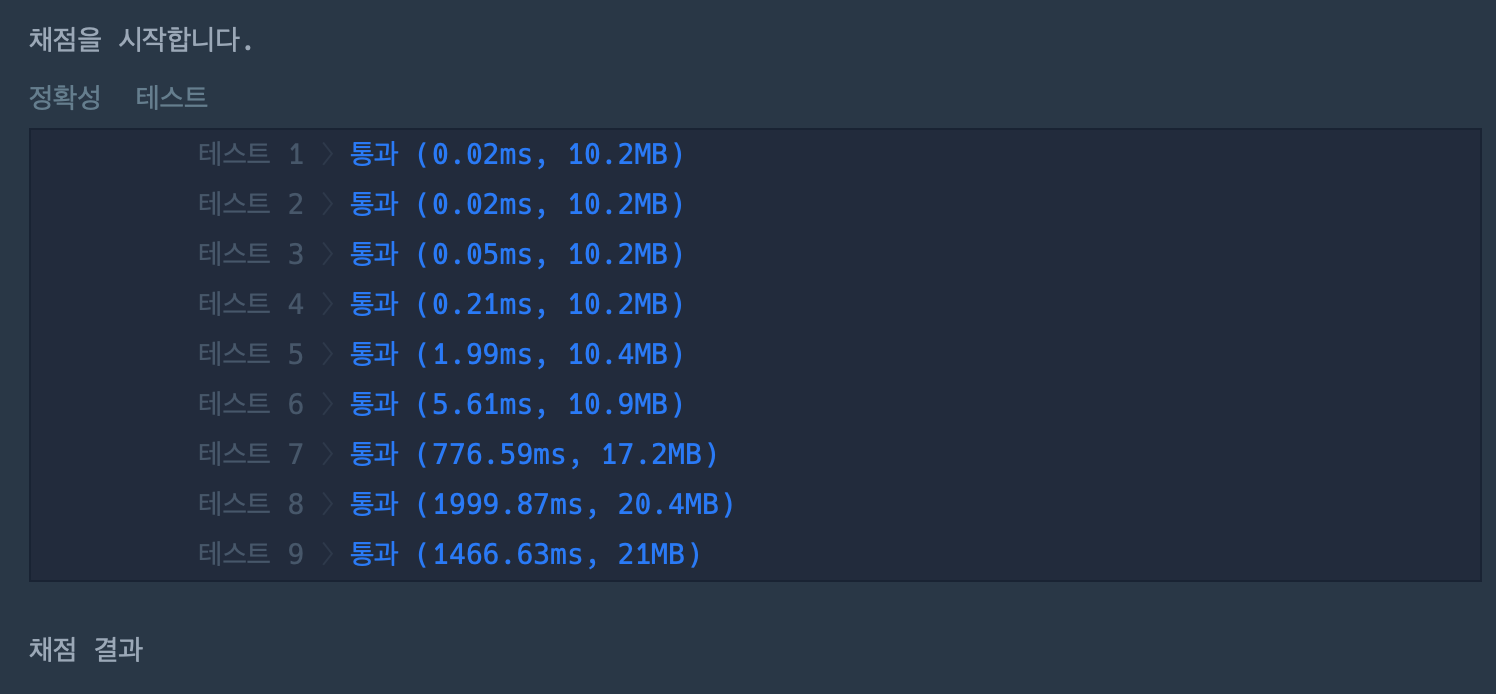 채점을 시작합니다.
정확성 테스트
테스트 1 〉 통과 (0.02ms, 10.2MB)
테스트 2 〉 통과 (0.02ms, 10.2MB)
테스트 3 〉 통과 (0.05ms, 10.2MB)
테스트 4 〉 통과 (0.21ms, 10.2MB)
테스트 5 〉 통과 (1.99ms, 10.4MB)
테스트 6 〉 통과 (5.61ms, 10.9MB)
테스트 7 〉 통과 (776.59ms, 17.2MB)
테스트 8 〉 통과 (1999.87ms, 20.4MB)
테스트 9 〉 통과 (1466.63ms, 21MB)
채점 결과